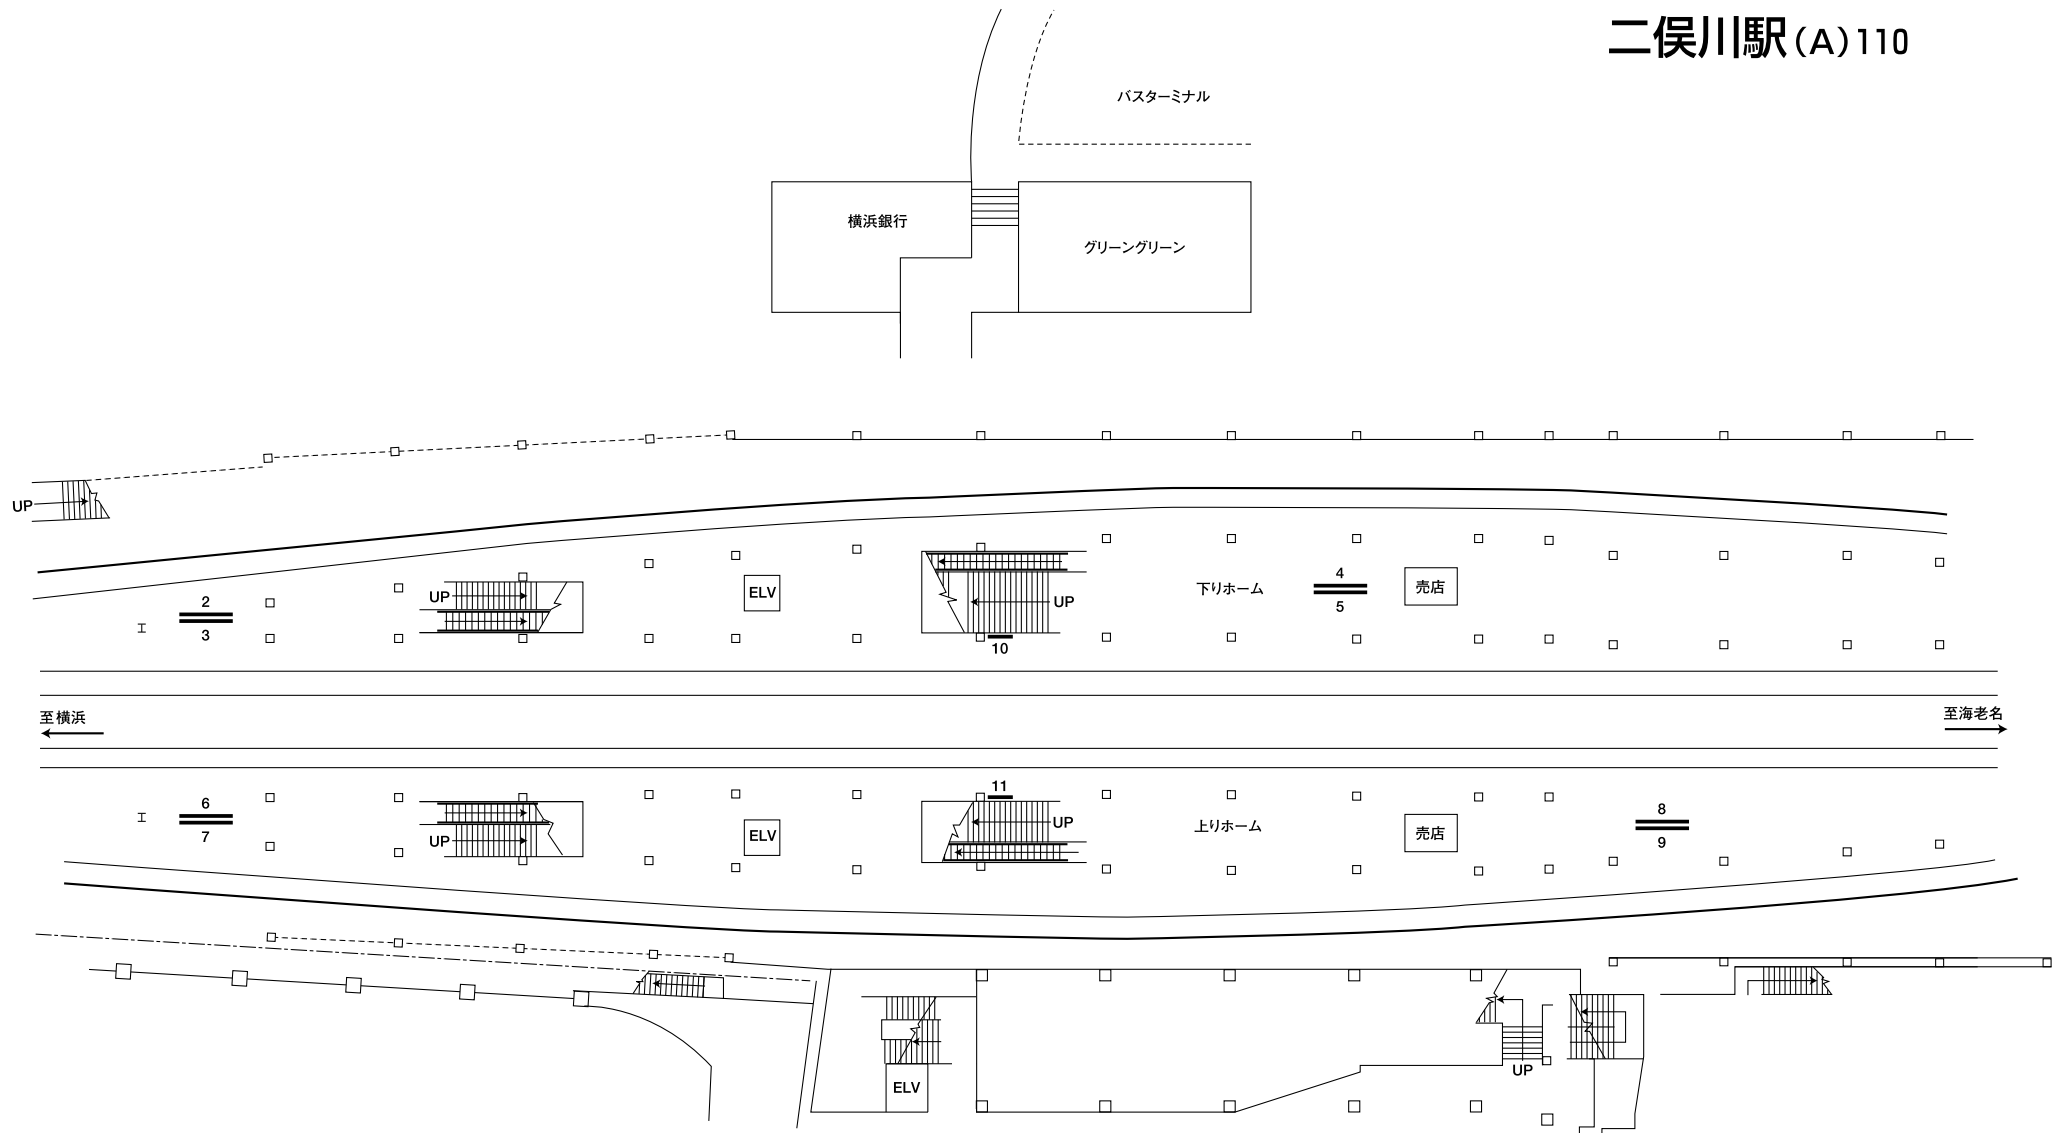 二俣川駅(A)110
バスターミナル
横浜銀行
グリーングリーン
UP
2
3
UP
ELV
UP
10
下りホーム
4
5
売店
至横浜
至海老名
6
7
UP
ELV
11
UP
上りホーム
売店
8
9
ELV
UP